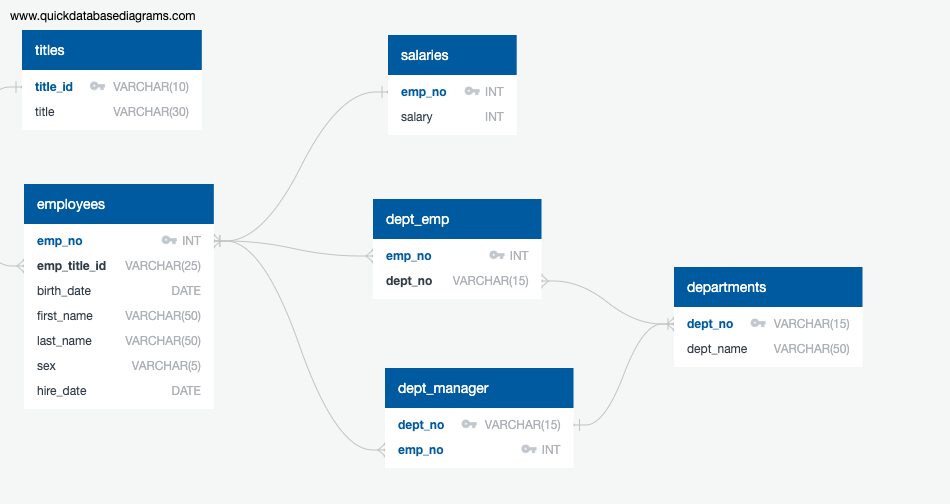 www.quickdatabasediagrams.com
titles
title_id VARCHAR(10)
title VARCHAR(30)
salaries
emp_no INT
salary INT
employees
emp_no INT
emp_title_id VARCHAR(25)
birth_date DATE
first_name VARCHAR(50)
last_name VARCHAR(50)
sex VARCHAR(5)
hire_date DATE
dept_emp
emp_no INT
dept_no VARCHAR(15)
departments
dept_no VARCHAR(15)
dept_name VARCHAR(50)
dept_manager
dept_no VARCHAR(15)
emp_no INT